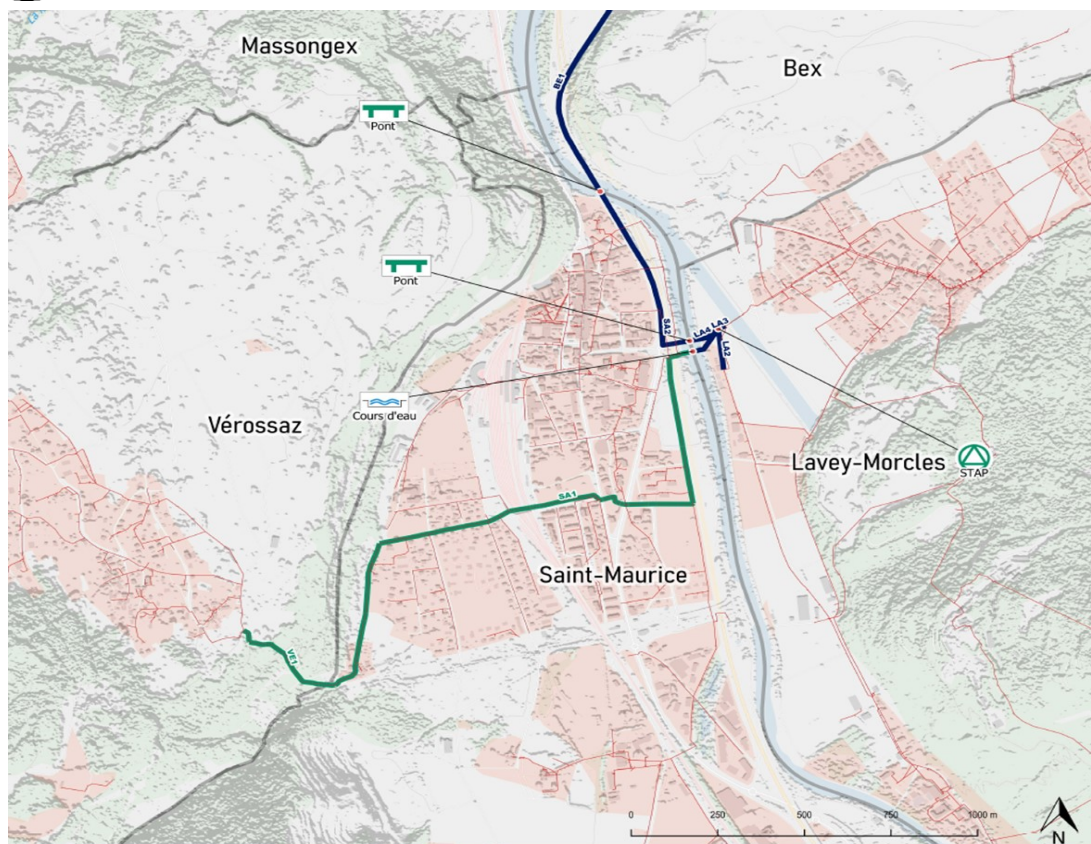 Massongex
Bex
BE1
Pont
Pont
SA2
LA4
LA3
LA2
Cours d'eau
Vérossaz
Lavey-Morcles
STAP
SA1
Saint-Maurice
VE1
0
250
500
750
1000 m
N